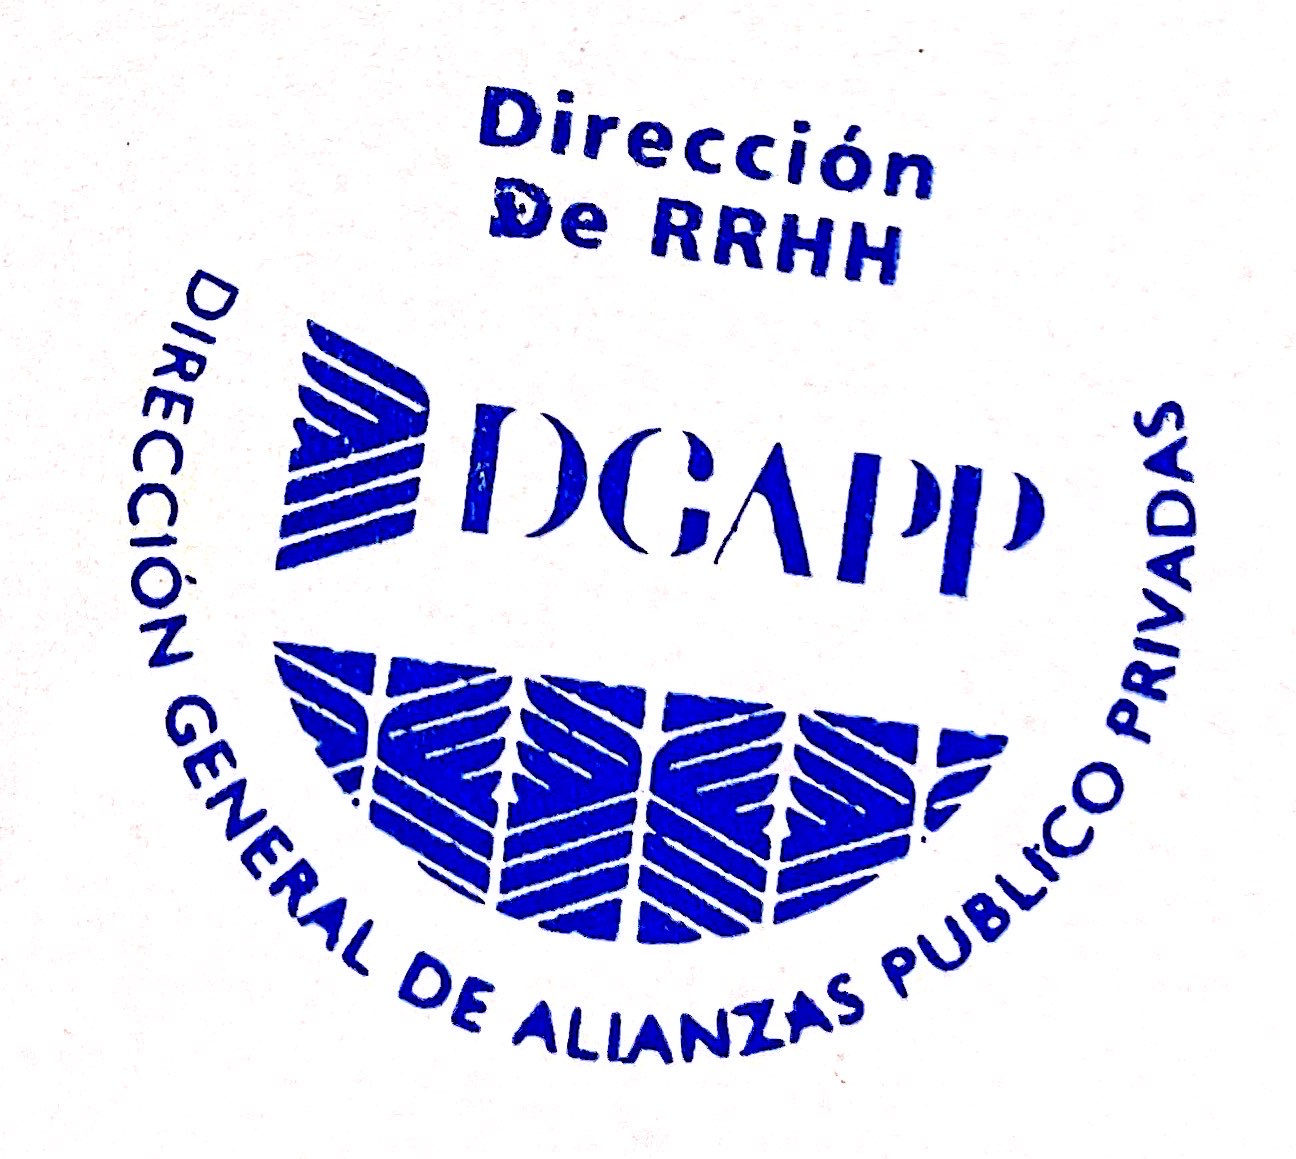 Dirección
De RRHH
DGAPP
DIRECCIÓN GENERAL DE ALIANZAS PUBLICO PRIVADAS